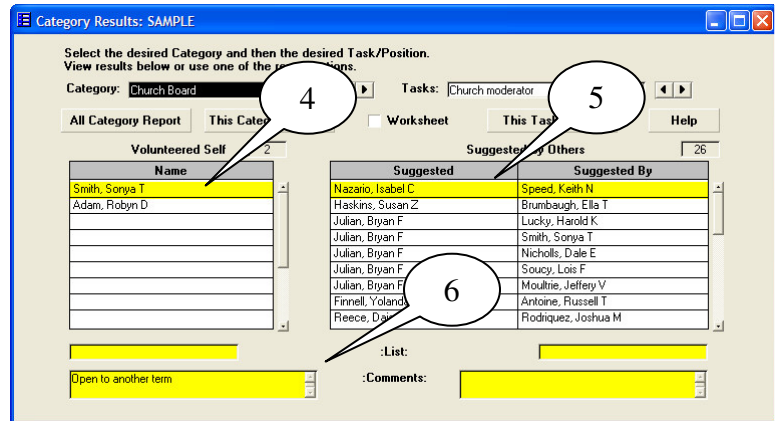 Category Results: SAMPLE
Select the desired Category and then the desired Task/Position.
View results below or use one of the
Category: Church Board Tasks: Church moderator
All Category Report This Worksheet This Help
Volunteered Self 2 Suggested by Others 26
Name Suggested Suggested By
Smith, Sonya T Nazario, Isabel C Speed, Keith N
Adam, Robyn D Haskins, Susan Z Brumbaugh, Ella T
Julian, Bryan F Lucky, Harold K
Julian, Bryan F Smith, Sonya T
Julian, Bryan F Nicholls, Dale E
Julian, Bryan F Soucy, Lois F
Julian, Bryan F Moultrie, Jeffery V
Finnell, Antoine, Russell T
Reece, Rodriquez, Joshua M
:List:
Open to another term :Comments:
4
5
6